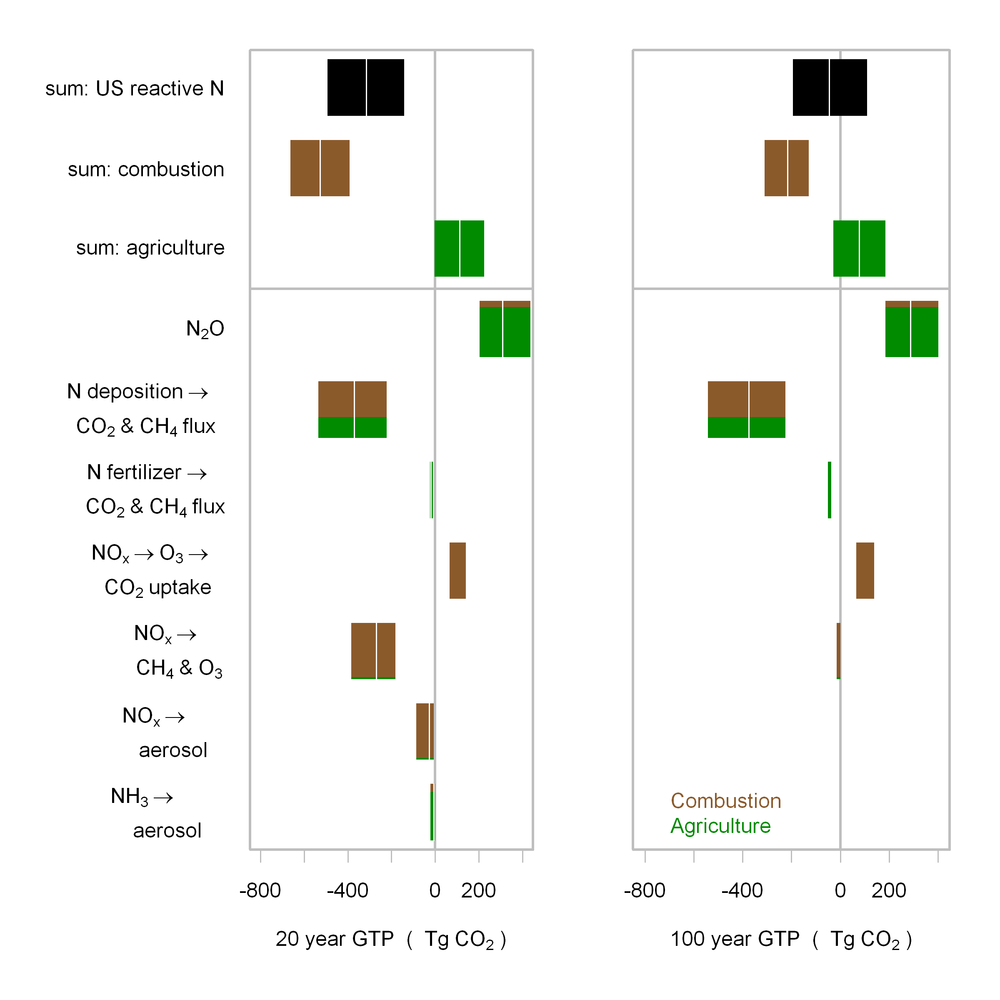 sum: US reactive N
sum: combustion
sum: agriculture
N₂O
N deposition →
CO₂ & CH₄ flux
N fertilizer →
CO₂ & CH₄ flux
NOₓ → O₃ →
CO₂ uptake
NOₓ →
CH₄ & O₃
NOₓ →
aerosol
NH₃ →
aerosol
Combustion
Agriculture
-800 -400 0 200
-800 -400 0 200
20 year GTP ( Tg CO₂ )
100 year GTP ( Tg CO₂ )